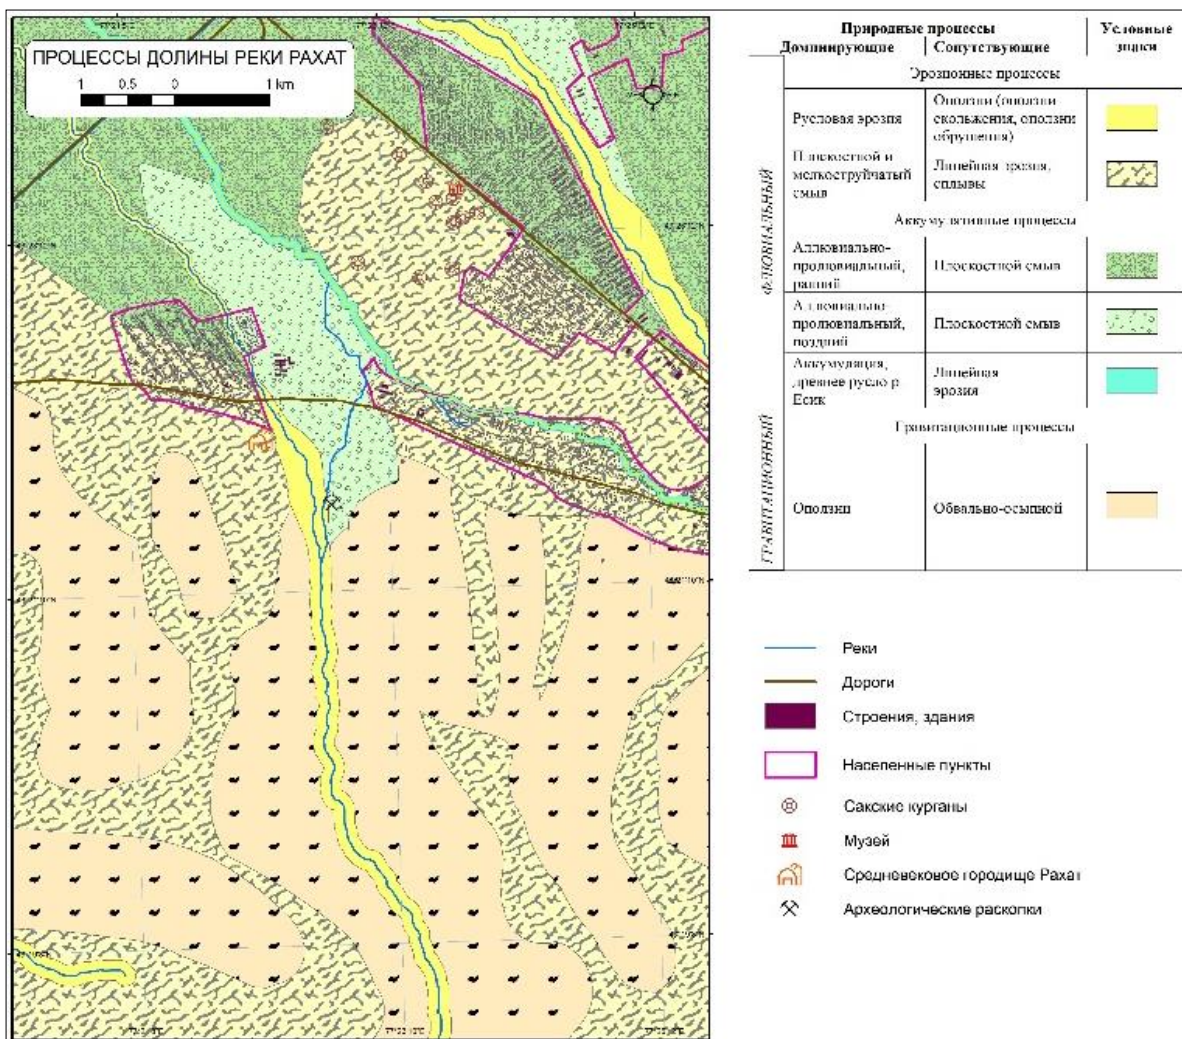 ПРОЦЕССЫ ДОЛИНЫ РЕКИ РАХАТ
1 0.5 0 1 km
Природные процессы
Условные знаки
Доминирующие
Сопутствующие
Эрозионные процессы
ФЛЮВИАЛЬНЫЙ
Русловая эрозия
Оползни (оползни
скольжения, оползни
обрушения)
Плоскостной и
мелкоструйчатый
смыв
Линейная эрозия,
сплывы
Аккумулятивные процессы
Аллювиально-
пролювиальный,
ранний
Плоскостной смыв
Аллювиально-
пролювиальный,
поздний
Плоскостной смыв
Аккумуляция,
древнее русло р
Есик
Линейная
эрозия
Гравитационные процессы
ГРАВИТАЦИОННЫЙ
Оползни
Обвально-осыпной
Реки
Дороги
Строения, здания
Населенные пункты
Сакские курганы
Музей
Средневековое городище Рахат
Археологические раскопки